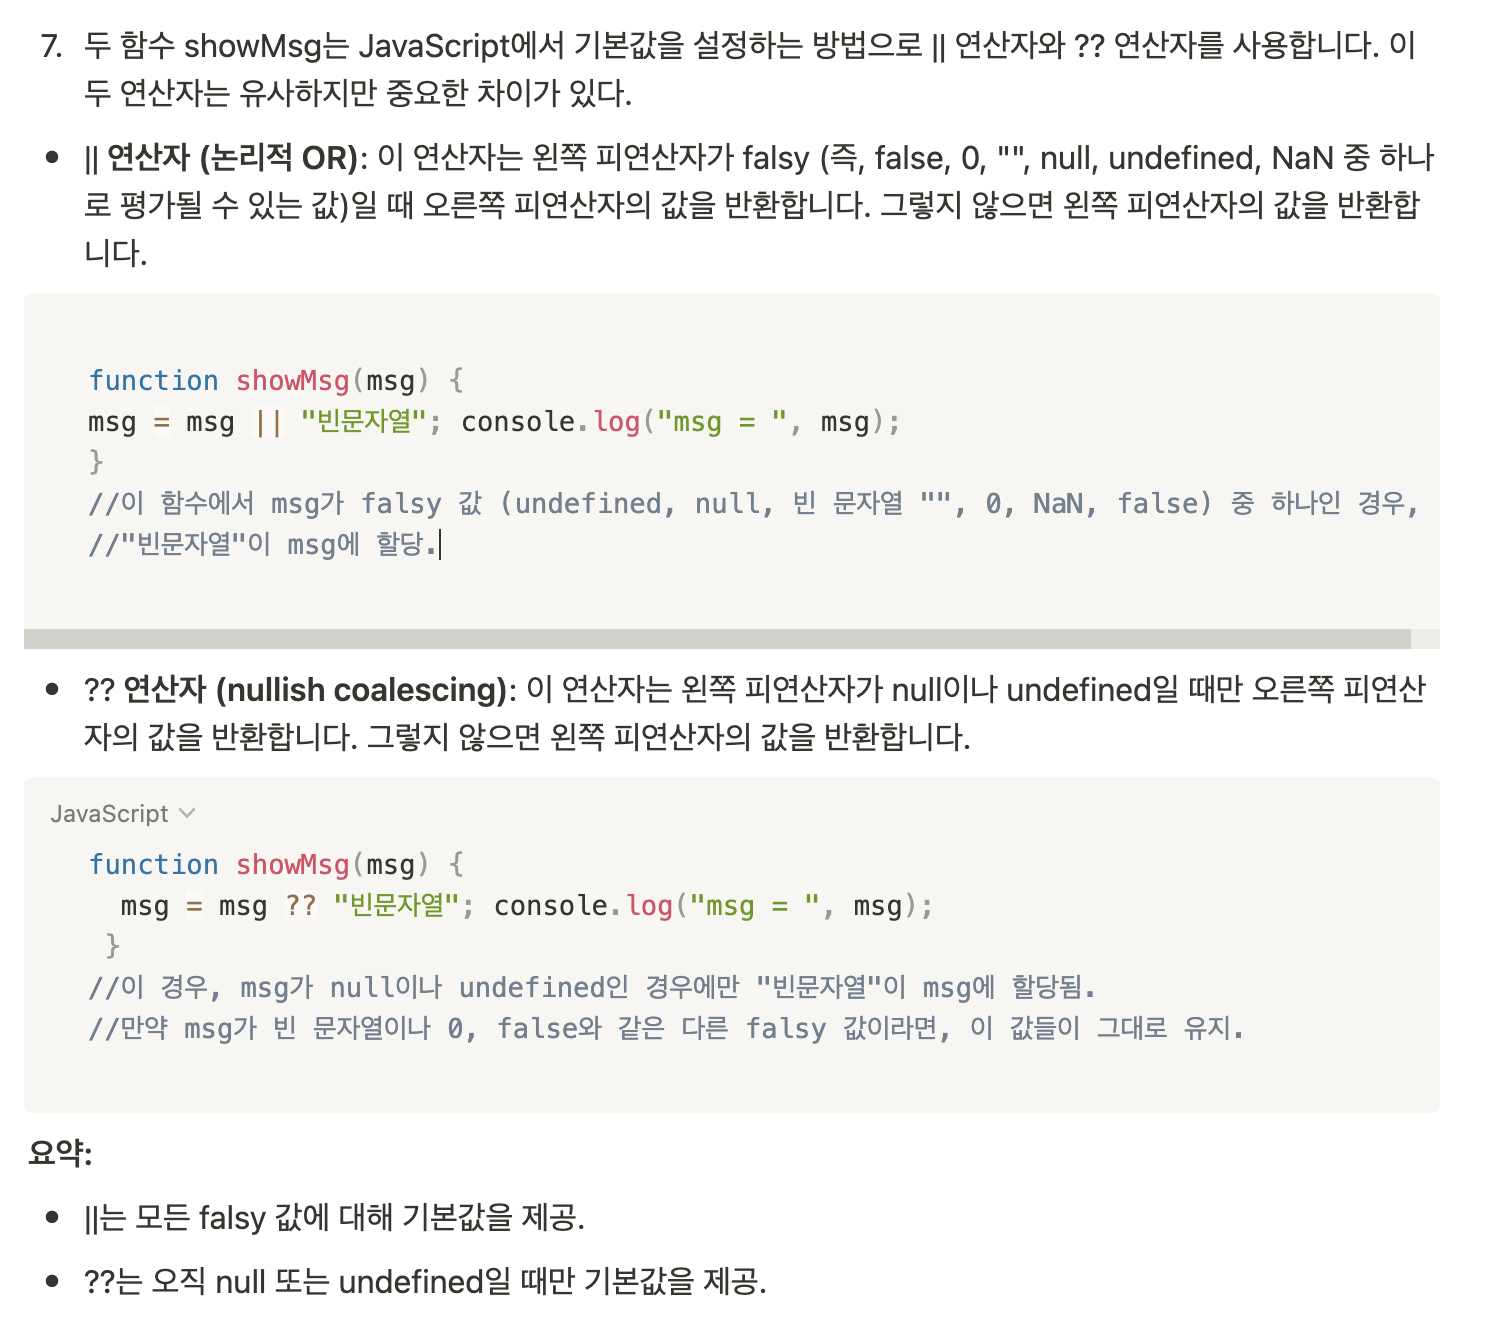 7. 두 함수 showMsg는 JavaScript에서 기본값을 설정하는 방법으로 || 연산자와 ?? 연산자를 사용합니다. 이
두 연산자는 유사하지만 중요한 차이가 있다.
• || 연산자 (논리적 OR): 이 연산자는 왼쪽 피연산자가 falsy (즉, false, 0, "", null, undefined, NaN 중 하나
로 평가될 수 있는 값)일 때 오른쪽 피연산자의 값을 반환합니다. 그렇지 않으면 왼쪽 피연산자의 값을 반환합
니다.
function showMsg(msg) {
msg = msg || "빈문자열"; console.log("msg = ", msg);
}
//이 함수에서 msg가 falsy 값 (undefined, null, 빈 문자열 "", 0, NaN, false) 중 하나인 경우,
//"빈문자열"이 msg에 할당.
• ?? 연산자 (nullish coalescing): 이 연산자는 왼쪽 피연산자가 null이나 undefined일 때만 오른쪽 피연산
자의 값을 반환합니다. 그렇지 않으면 왼쪽 피연산자의 값을 반환합니다.
JavaScript
function showMsg(msg) {
msg = msg ?? "빈문자열"; console.log("msg = ", msg);
}
//이 경우, msg가 null이나 undefined인 경우에만 "빈문자열"이 msg에 할당됨.
//만약 msg가 빈 문자열이나 0, false와 같은 다른 falsy 값이라면, 이 값들이 그대로 유지.
요약:
• ||는 모든 falsy 값에 대해 기본값을 제공.
• ??는 오직 null 또는 undefined일 때만 기본값을 제공.